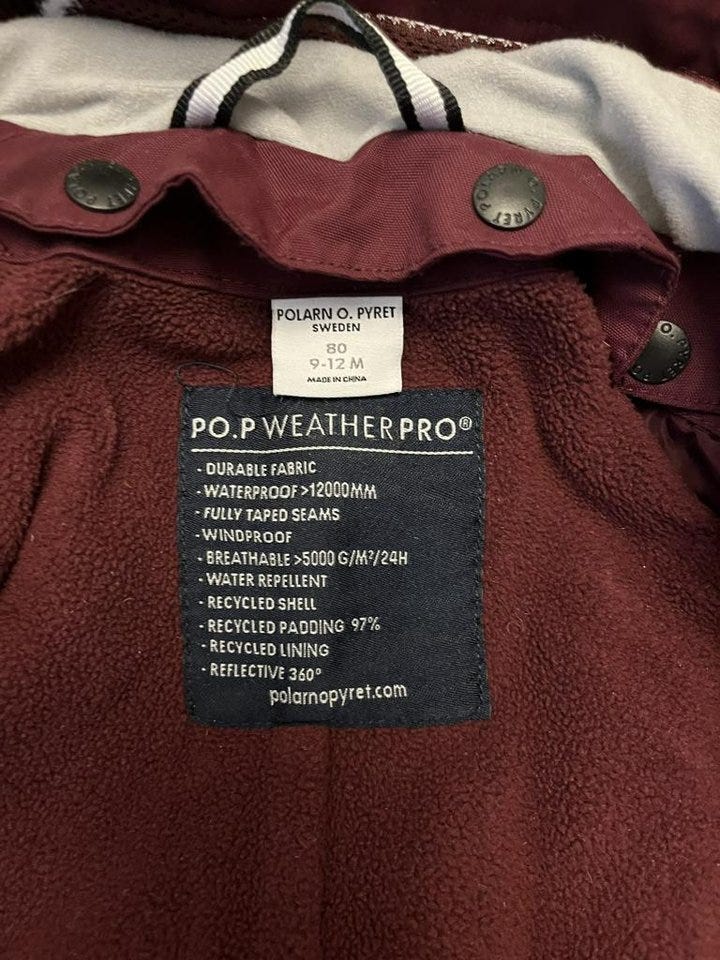 POLARN O. PYRET
SWEDEN
80
9-12 M
MADE IN CHINA
PO.P WEATHERPRO®
- DURABLE FABRIC
- WATERPROOF >12000MM
- FULLY TAPED SEAMS
- WINDPROOF
- BREATHABLE >5000 G/M²/24H
- WATER REPELLENT
- RECYCLED SHELL
- RECYCLED PADDING 97%
- RECYCLED LINING
- REFLECTIVE 360°
polarnopyret.com